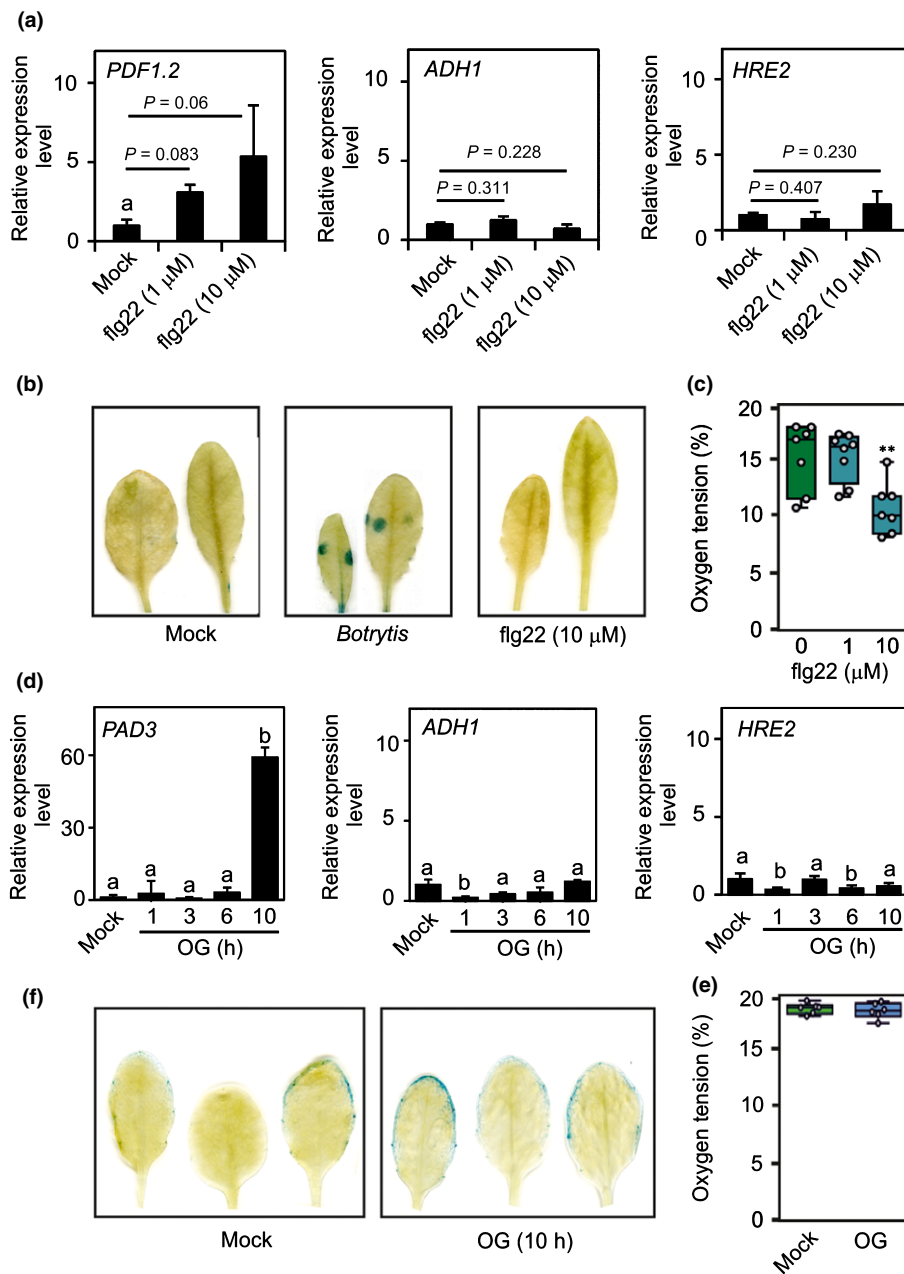 (a)
Relative expression level
10
5
0
PDF1.2
P = 0.06
P = 0.083
a
Mock
flg22 (1 µM)
flg22 (10 µM)
Relative expression level
10
5
0
ADH1
P = 0.228
P = 0.311
Mock
flg22 (1 µM)
flg22 (10 µM)
Relative expression level
10
5
0
HRE2
P = 0.230
P = 0.407
Mock
flg22 (1 µM)
flg22 (10 µM)
(b)
Mock
Botrytis
flg22 (10 µM)
(c)
Oxygen tension (%)
20
15
10
5
0
**
0 1 10
flg22 (µM)
(d)
Relative expression level
60
30
0
PAD3
a a a a b
Mock 1 3 6 10
OG (h)
Relative expression level
10
5
0
ADH1
a b a a a
Mock 1 3 6 10
OG (h)
Relative expression level
10
5
0
HRE2
a b a b a
Mock 1 3 6 10
OG (h)
(f)
Mock
OG (10 h)
(e)
Oxygen tension (%)
20
15
10
5
0
Mock OG